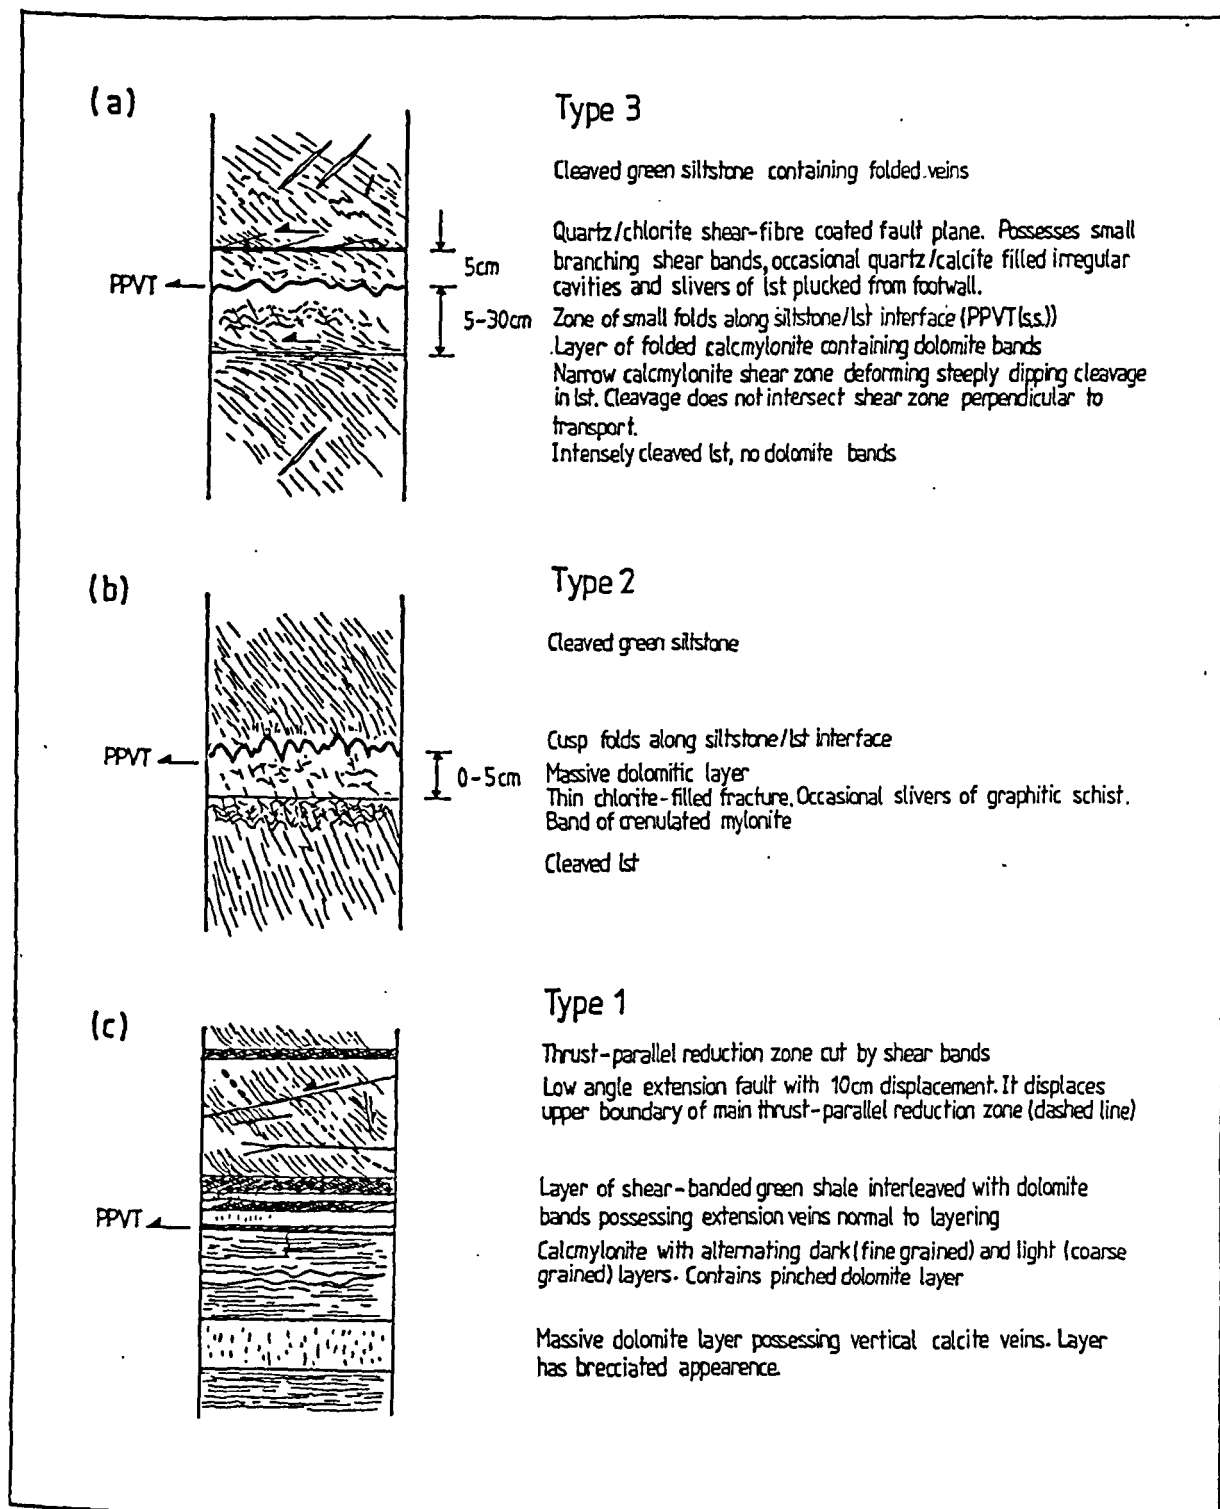 (a)
Type 3
Cleaved green siltstone containing folded veins
Quartz/chlorite shear-fibre coated fault plane. Possesses small
branching shear bands, occasional quartz/calcite filled irregular
cavities and slivers of lst plucked from footwall.
5cm
PPVT
5-30cm
Zone of small folds along siltstone/lst interface (PPVT(s.s.))
Layer of folded calcmylonite containing dolomite bands
Narrow calcmylonite shear zone deforming steeply dipping cleavage
in lst. Cleavage does not intersect shear zone perpendicular to
transport.
Intensely cleaved lst, no dolomite bands
(b)
Type 2
Cleaved green siltstone
Cusp folds along siltstone/lst interface
PPVT
0-5cm
Massive dolomitic layer
Thin chlorite-filled fracture. Occasional slivers of graphitic schist.
Band of crenulated mylonite
Cleaved lst
(c)
Type 1
Thrust-parallel reduction zone cut by shear bands
Low angle extension fault with 10cm displacement. It displaces
upper boundary of main thrust-parallel reduction zone (dashed line)
Layer of shear-banded green shale interleaved with dolomite
bands possessing extension veins normal to layering
PPVT
Calcmylonite with alternating dark (fine grained) and light (coarse
grained) layers. Contains pinched dolomite layer
Massive dolomite layer possessing vertical calcite veins. Layer
has brecciated appearence.